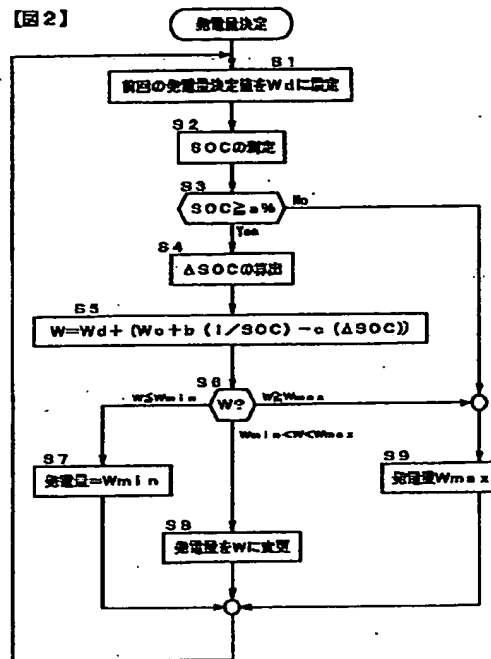 【図2】
発電量決定
S1
前回の発電量決定値をWdに設定
S2
SOCの測定
S3
SOC≧a%
No
Yes
S4
ΔSOCの算出
S5
W=Wd+(Wo+b(1/SOC)-c(ΔSOC))
S6
W?
W≦Wmin
W≧Wmax
Wmin<W<Wmax
S7
発電量=Wmin
S9
発電量Wmax
S8
発電量をWに変更